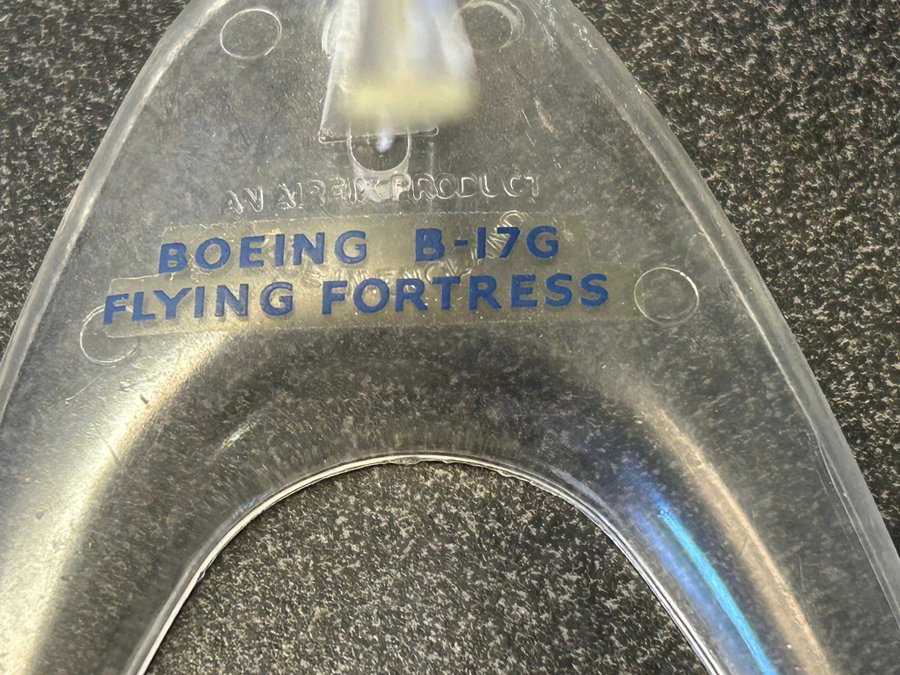 AN AIRFIX PRODUCT
BOEING B-17G
FLYING FORTRESS